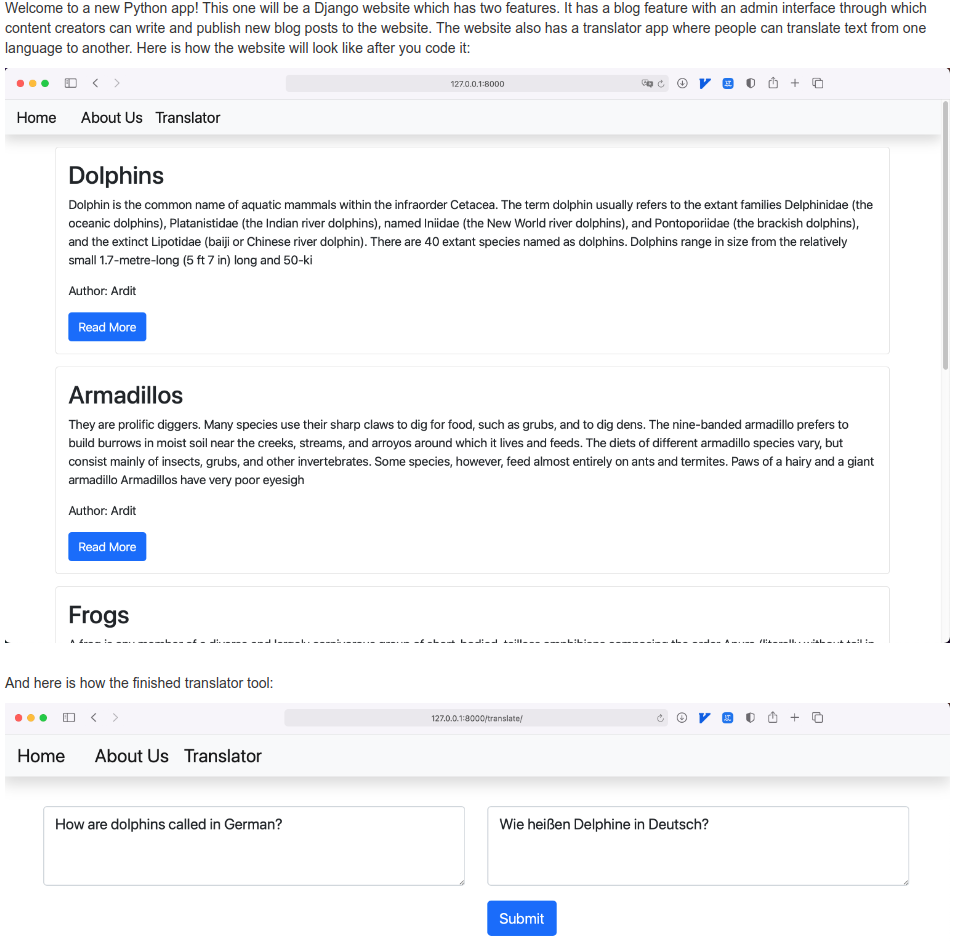 Welcome to a new Python app! This one will be a Django website which has two features. It has a blog feature with an admin interface through which
content creators can write and publish new blog posts to the website. The website also has a translator app where people can translate text from one
language to another. Here is how the website will look like after you code it:
127.0.0.1:8000
Home About Us Translator
Dolphins
Dolphin is the common name of aquatic mammals within the infraorder Cetacea. The term dolphin usually refers to the extant families Delphinidae (the
oceanic dolphins), Platanistidae (the Indian river dolphins), named Iniidae (the New World river dolphins), and Pontoporiidae (the brackish dolphins),
and the extinct Lipotidae (baiji or Chinese river dolphin). There are 40 extant species named as dolphins. Dolphins range in size from the relatively
small 1.7-metre-long (5 ft 7 in) long and 50-ki
Author: Ardit
Read More
Armadillos
They are prolific diggers. Many species use their sharp claws to dig for food, such as grubs, and to dig dens. The nine-banded armadillo prefers to
build burrows in moist soil near the creeks, streams, and arroyos around which it lives and feeds. The diets of different armadillo species vary, but
consist mainly of insects, grubs, and other invertebrates. Some species, however, feed almost entirely on ants and termites. Paws of a hairy and a giant
armadillo Armadillos have very poor eyesigh
Author: Ardit
Read More
Frogs
And here is how the finished translator tool:
127.0.0.1:8000/translate/
Home About Us Translator
How are dolphins called in German?
Wie heißen Delphine in Deutsch?
Submit